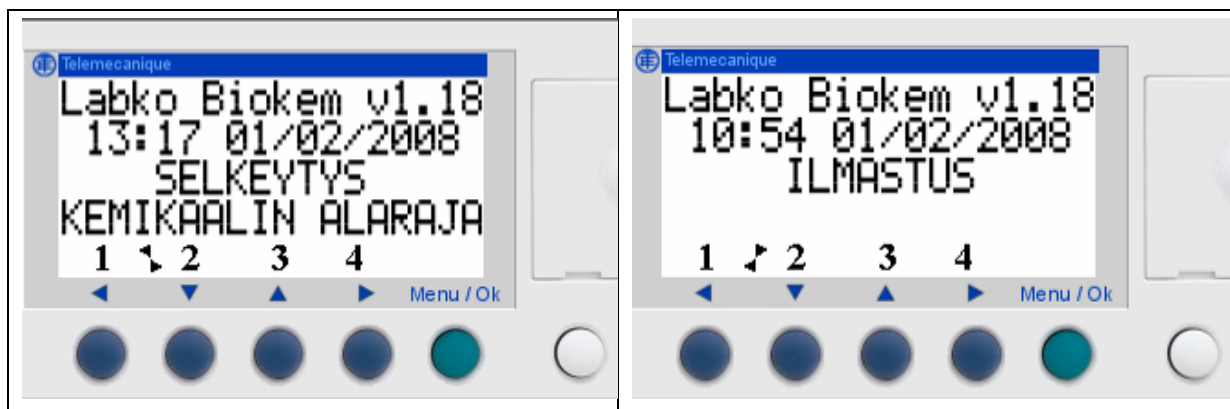 Telemecanique
Labko Biokem v1.18
13:17 01/02/2008
SELKEYTYS
KEMIKAALIN ALARAJA
1 2 3 4
Menu / Ok
Telemecanique
Labko Biokem v1.18
10:54 01/02/2008
ILMASTUS
1 2 3 4
Menu / Ok